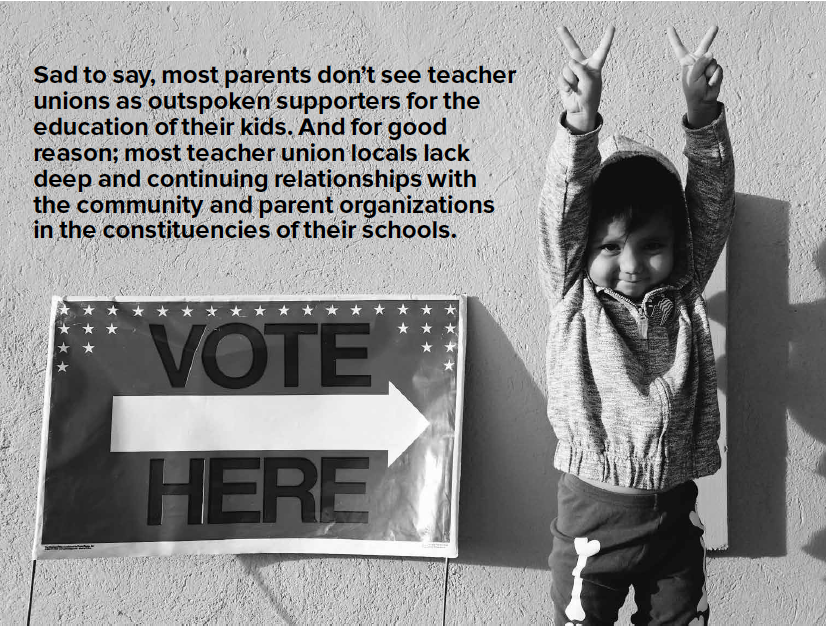 Sad to say, most parents don’t see teacher
unions as outspoken supporters for the
education of their kids. And for good
reason; most teacher union locals lack
deep and continuing relationships with
the community and parent organizations
in the constituencies of their schools.
VOTE
HERE